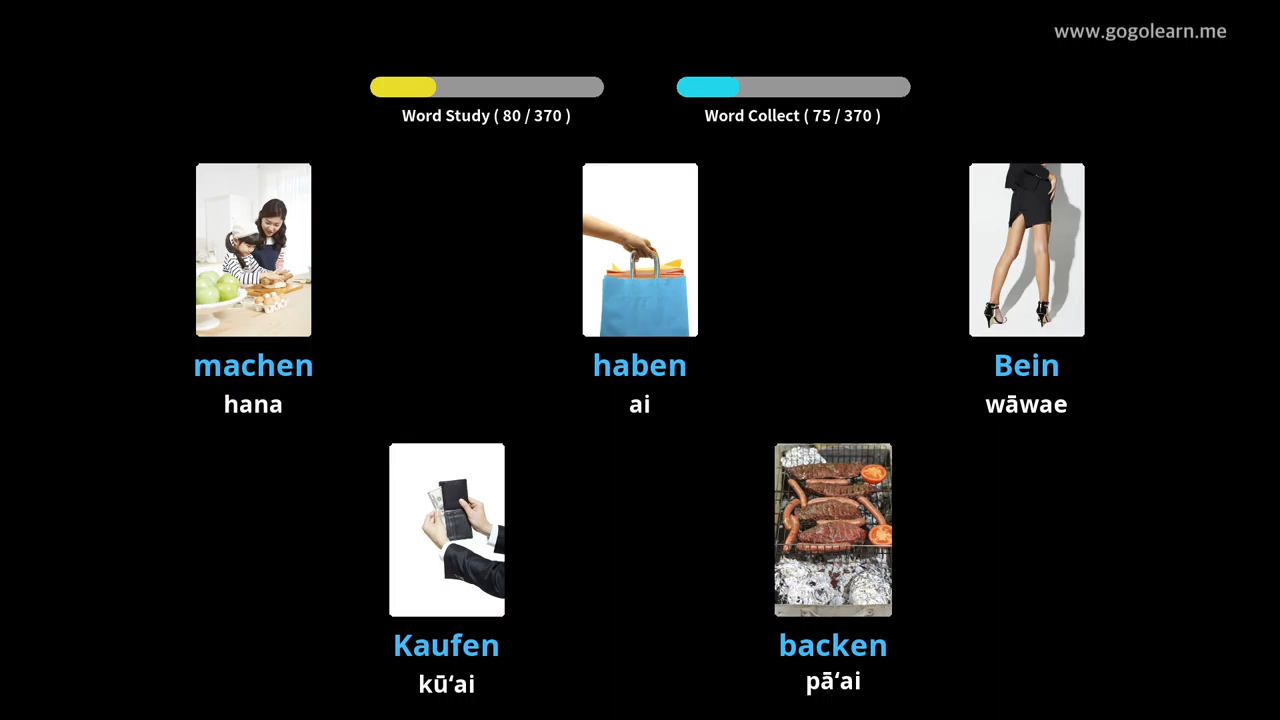 www.gogolearn.me
Word Study ( 80 / 370 )
Word Collect ( 75 / 370 )
machen
hana
haben
ai
Bein
wāwae
Kaufen
kūʻai
backen
pāʻai